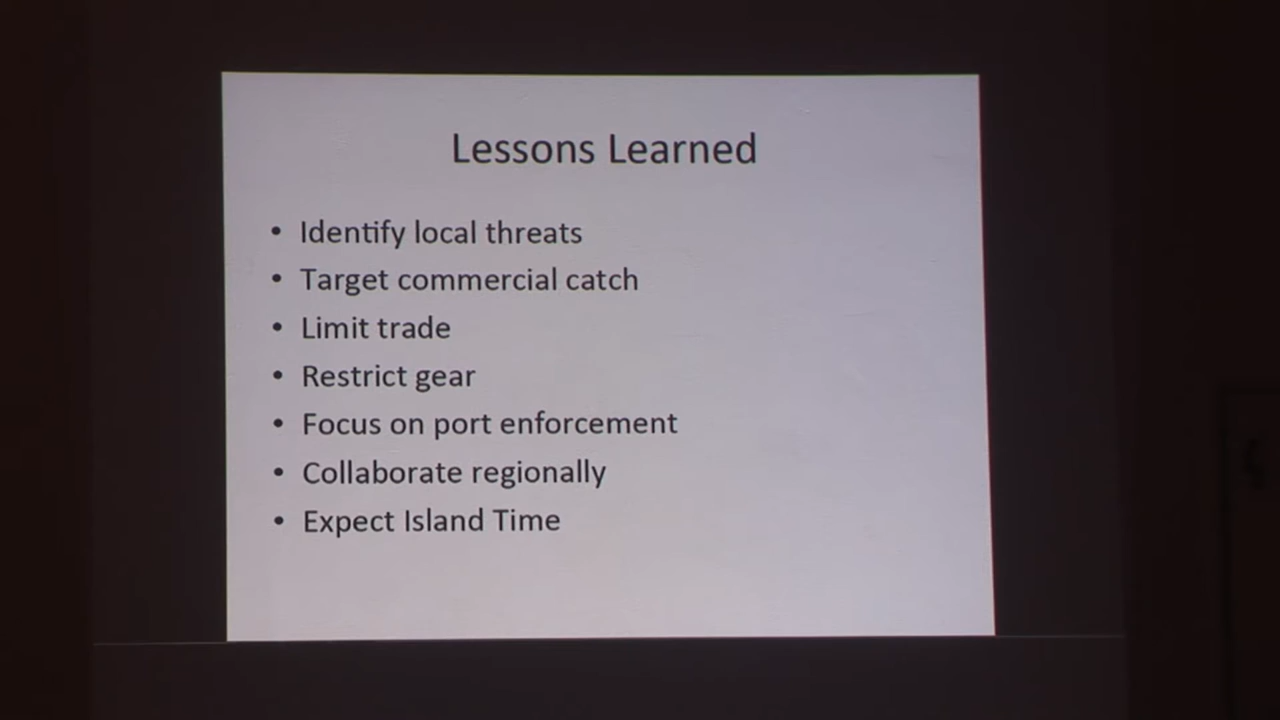 Lessons Learned
• Identify local threats
• Target commercial catch
• Limit trade
• Restrict gear
• Focus on port enforcement
• Collaborate regionally
• Expect Island Time